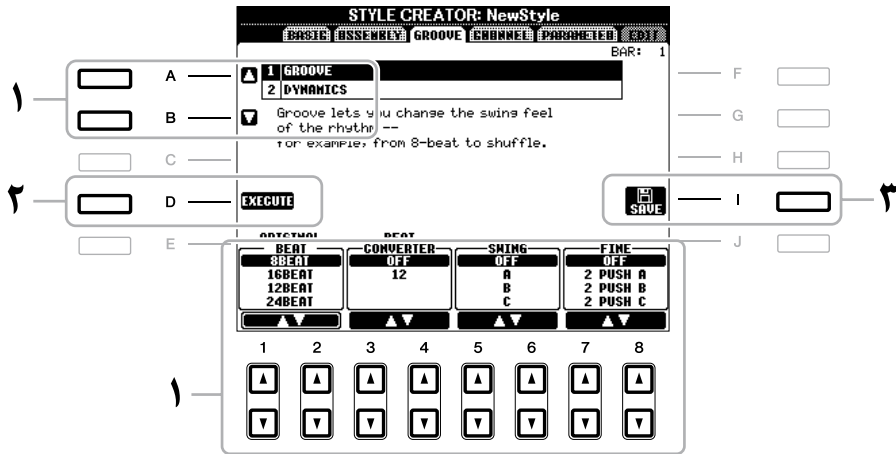 STYLE CREATOR: NewStyle
BASIC ASSEMBLY GROOVE CHANNEL PARAMETER EDIT
BAR: 1
1 GROOVE
2 DYNAMICS
Groove lets you change the swing feel
of the rhythm --
for example, from 8-beat to shuffle.
EXECUTE
SAVE
ORIGINAL BEAT
BEAT CONVERTER SWING FINE
8BEAT OFF OFF OFF
16BEAT 12 A 2 PUSH A
12BEAT B 2 PUSH B
24BEAT C 2 PUSH C
1 2 3 4 5 6 7 8
A
B
C
D
E
F
G
H
I
J
١
٢
٣
١